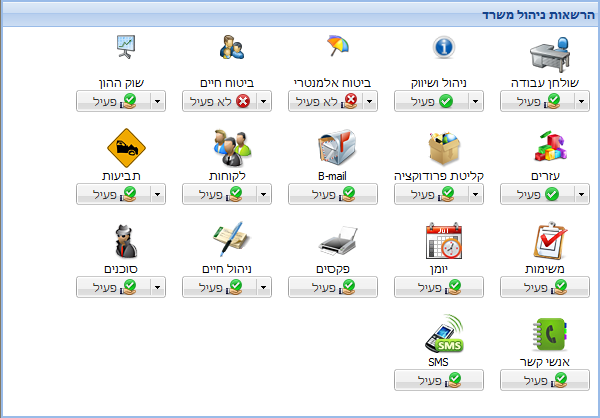 הרשאות ניהול משרד
שולחן עבודה
פעיל
ניהול ושיווק
פעיל
ביטוח אלמנטרי
לא פעיל
ביטוח חיים
לא פעיל
שוק ההון
פעיל
עזרים
פעיל
קליטת פרודוקציה
פעיל
B-mail
פעיל
לקוחות
פעיל
תביעות
פעיל
משימות
פעיל
JUL
יומן
פעיל
פקסים
פעיל
ניהול חיים
פעיל
סוכנים
פעיל
אנשי קשר
פעיל
SMS
SMS
פעיל